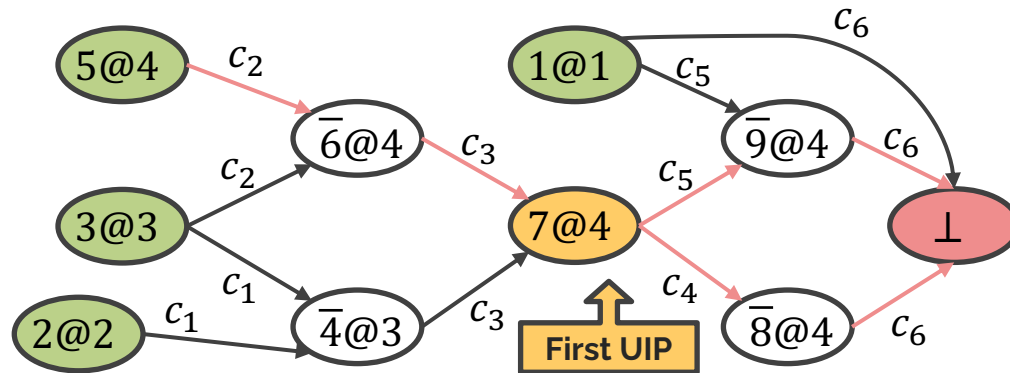 c₆
5@4
c₂
1@1
c₅
6̅@4
9̅@4
c₃
c₆
c₂
c₅
3@3
7@4
⊥
c₁
c₄
c₁
c₃
2@2
4̅@3
8̅@4
c₆
First UIP